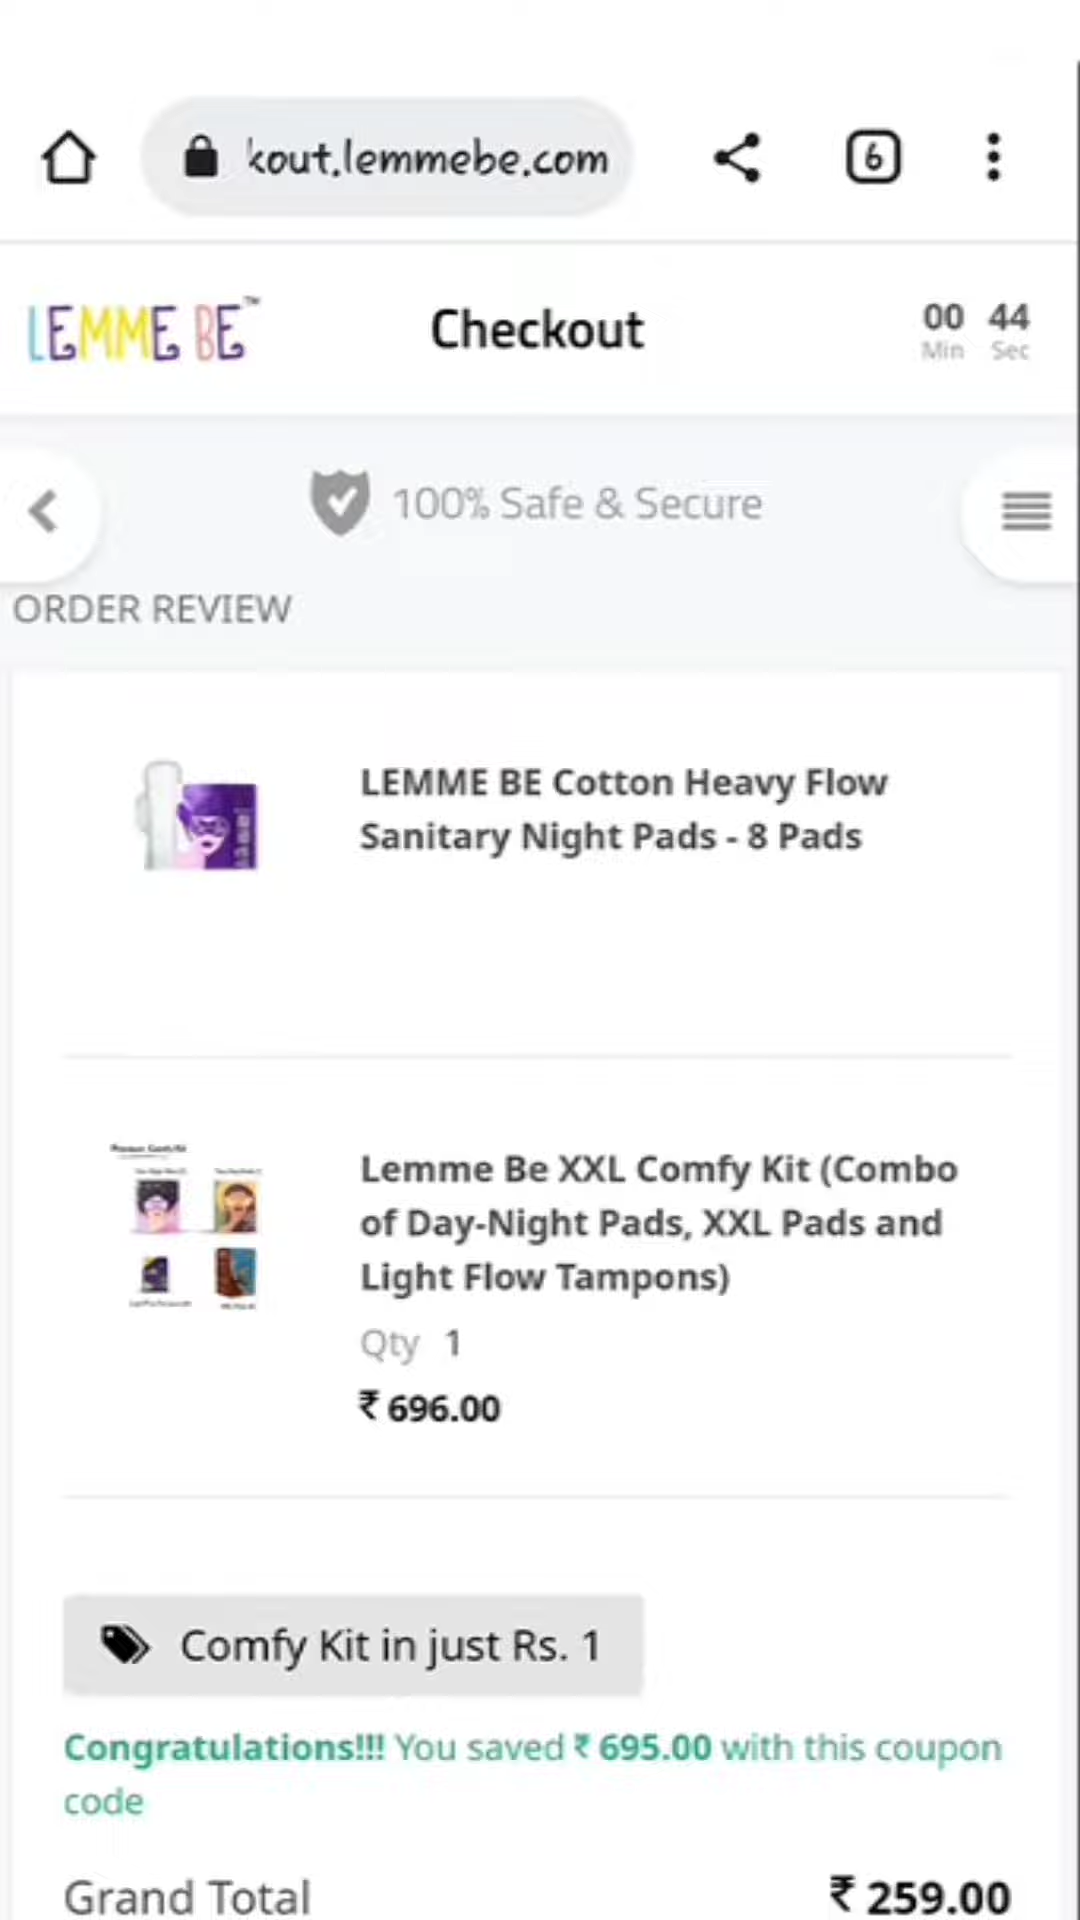 kout.lemmebe.com
6
LEMME BE™
Checkout
00 44
Min Sec
100% Safe & Secure
ORDER REVIEW
LEMME BE Cotton Heavy Flow
Sanitary Night Pads - 8 Pads
Lemme Be XXL Comfy Kit (Combo
of Day-Night Pads, XXL Pads and
Light Flow Tampons)
Qty 1
₹ 696.00
Comfy Kit in just Rs. 1
Congratulations!!! You saved ₹ 695.00 with this coupon
code
Grand Total ₹ 259.00